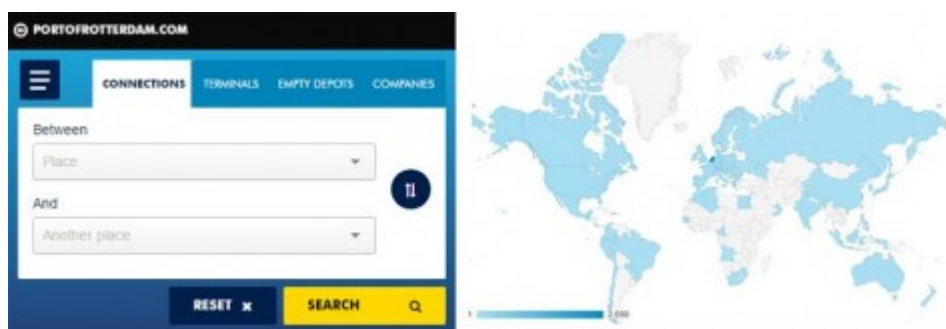 PORTOFROTTERDAM.COM
CONNECTIONS TERMINALS EMPTY DEPOTS COMPANIES
Between
Place
And
Another place
RESET x SEARCH
1 2.000